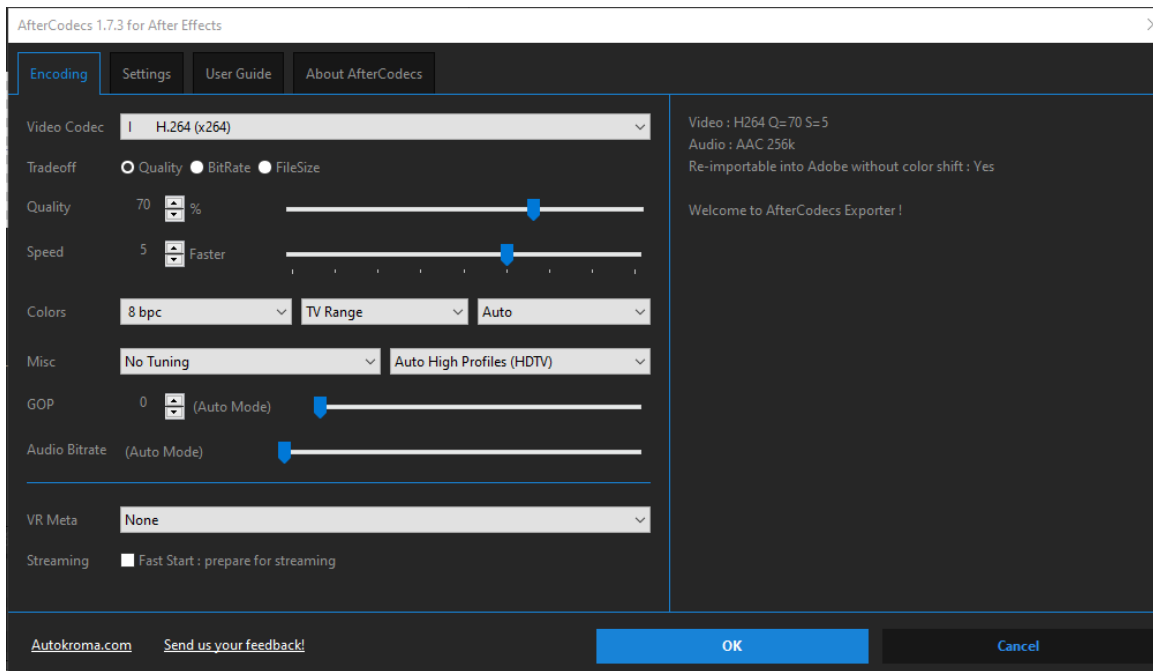 AfterCodecs 1.7.3 for After Effects
Encoding Settings User Guide About AfterCodecs
Video Codec I H.264 (x264)
Tradeoff Quality BitRate FileSize
Quality 70 %
Speed 5 Faster
Colors 8 bpc TV Range Auto
Misc No Tuning Auto High Profiles (HDTV)
GOP 0 (Auto Mode)
Audio Bitrate (Auto Mode)
VR Meta None
Streaming Fast Start : prepare for streaming
Video : H264 Q=70 S=5
Audio : AAC 256k
Re-importable into Adobe without color shift : Yes
Welcome to AfterCodecs Exporter !
Autokroma.com Send us your feedback! OK Cancel